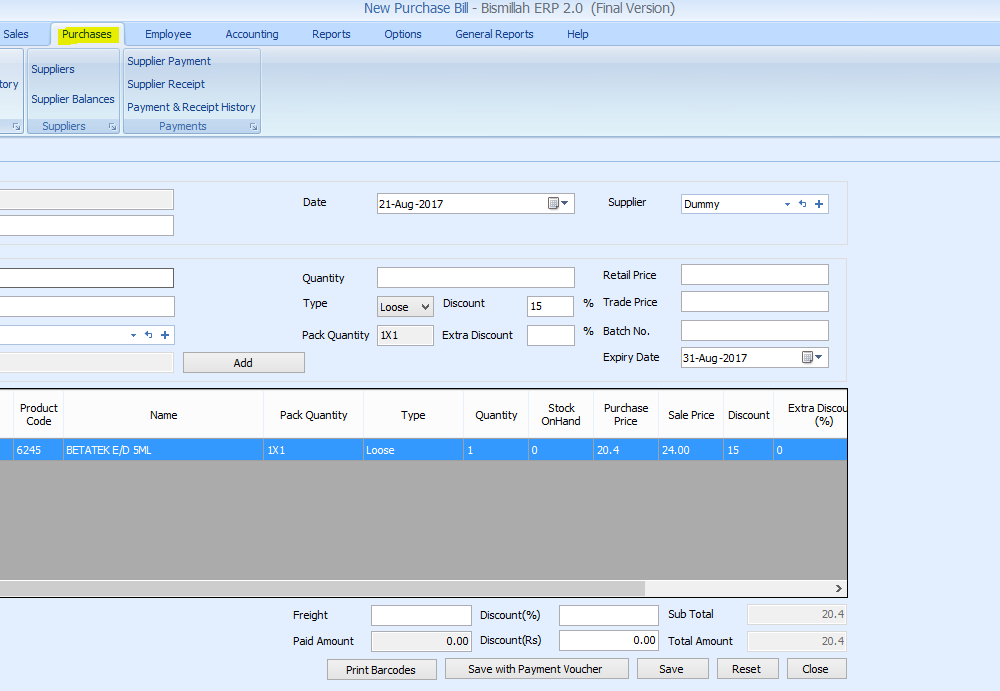 New Purchase Bill - Bismillah ERP 2.0 (Final Version)
Sales Purchases Employee Accounting Reports Options General Reports Help
Suppliers
Supplier Balances
Suppliers
Supplier Payment
Supplier Receipt
Payment & Receipt History
Payments
tory
Date 21-Aug-2017 Supplier Dummy
Quantity Retail Price
Type Loose Discount 15 % Trade Price
Pack Quantity 1X1 Extra Discount % Batch No.
Add Expiry Date 31-Aug-2017
Product Code Name Pack Quantity Type Quantity Stock OnHand Purchase Price Sale Price Discount Extra Discou (%)
6245 BETATEK E/D 5ML 1X1 Loose 1 0 20.4 24.00 15 0
Freight Discount(%) Sub Total 20.4
Paid Amount 0.00 Discount(Rs) 0.00 Total Amount 20.4
Print Barcodes Save with Payment Voucher Save Reset Close